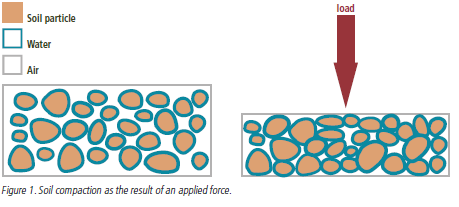 Soil particle
load
Water
Air
Figure 1. Soil compaction as the result of an applied force.